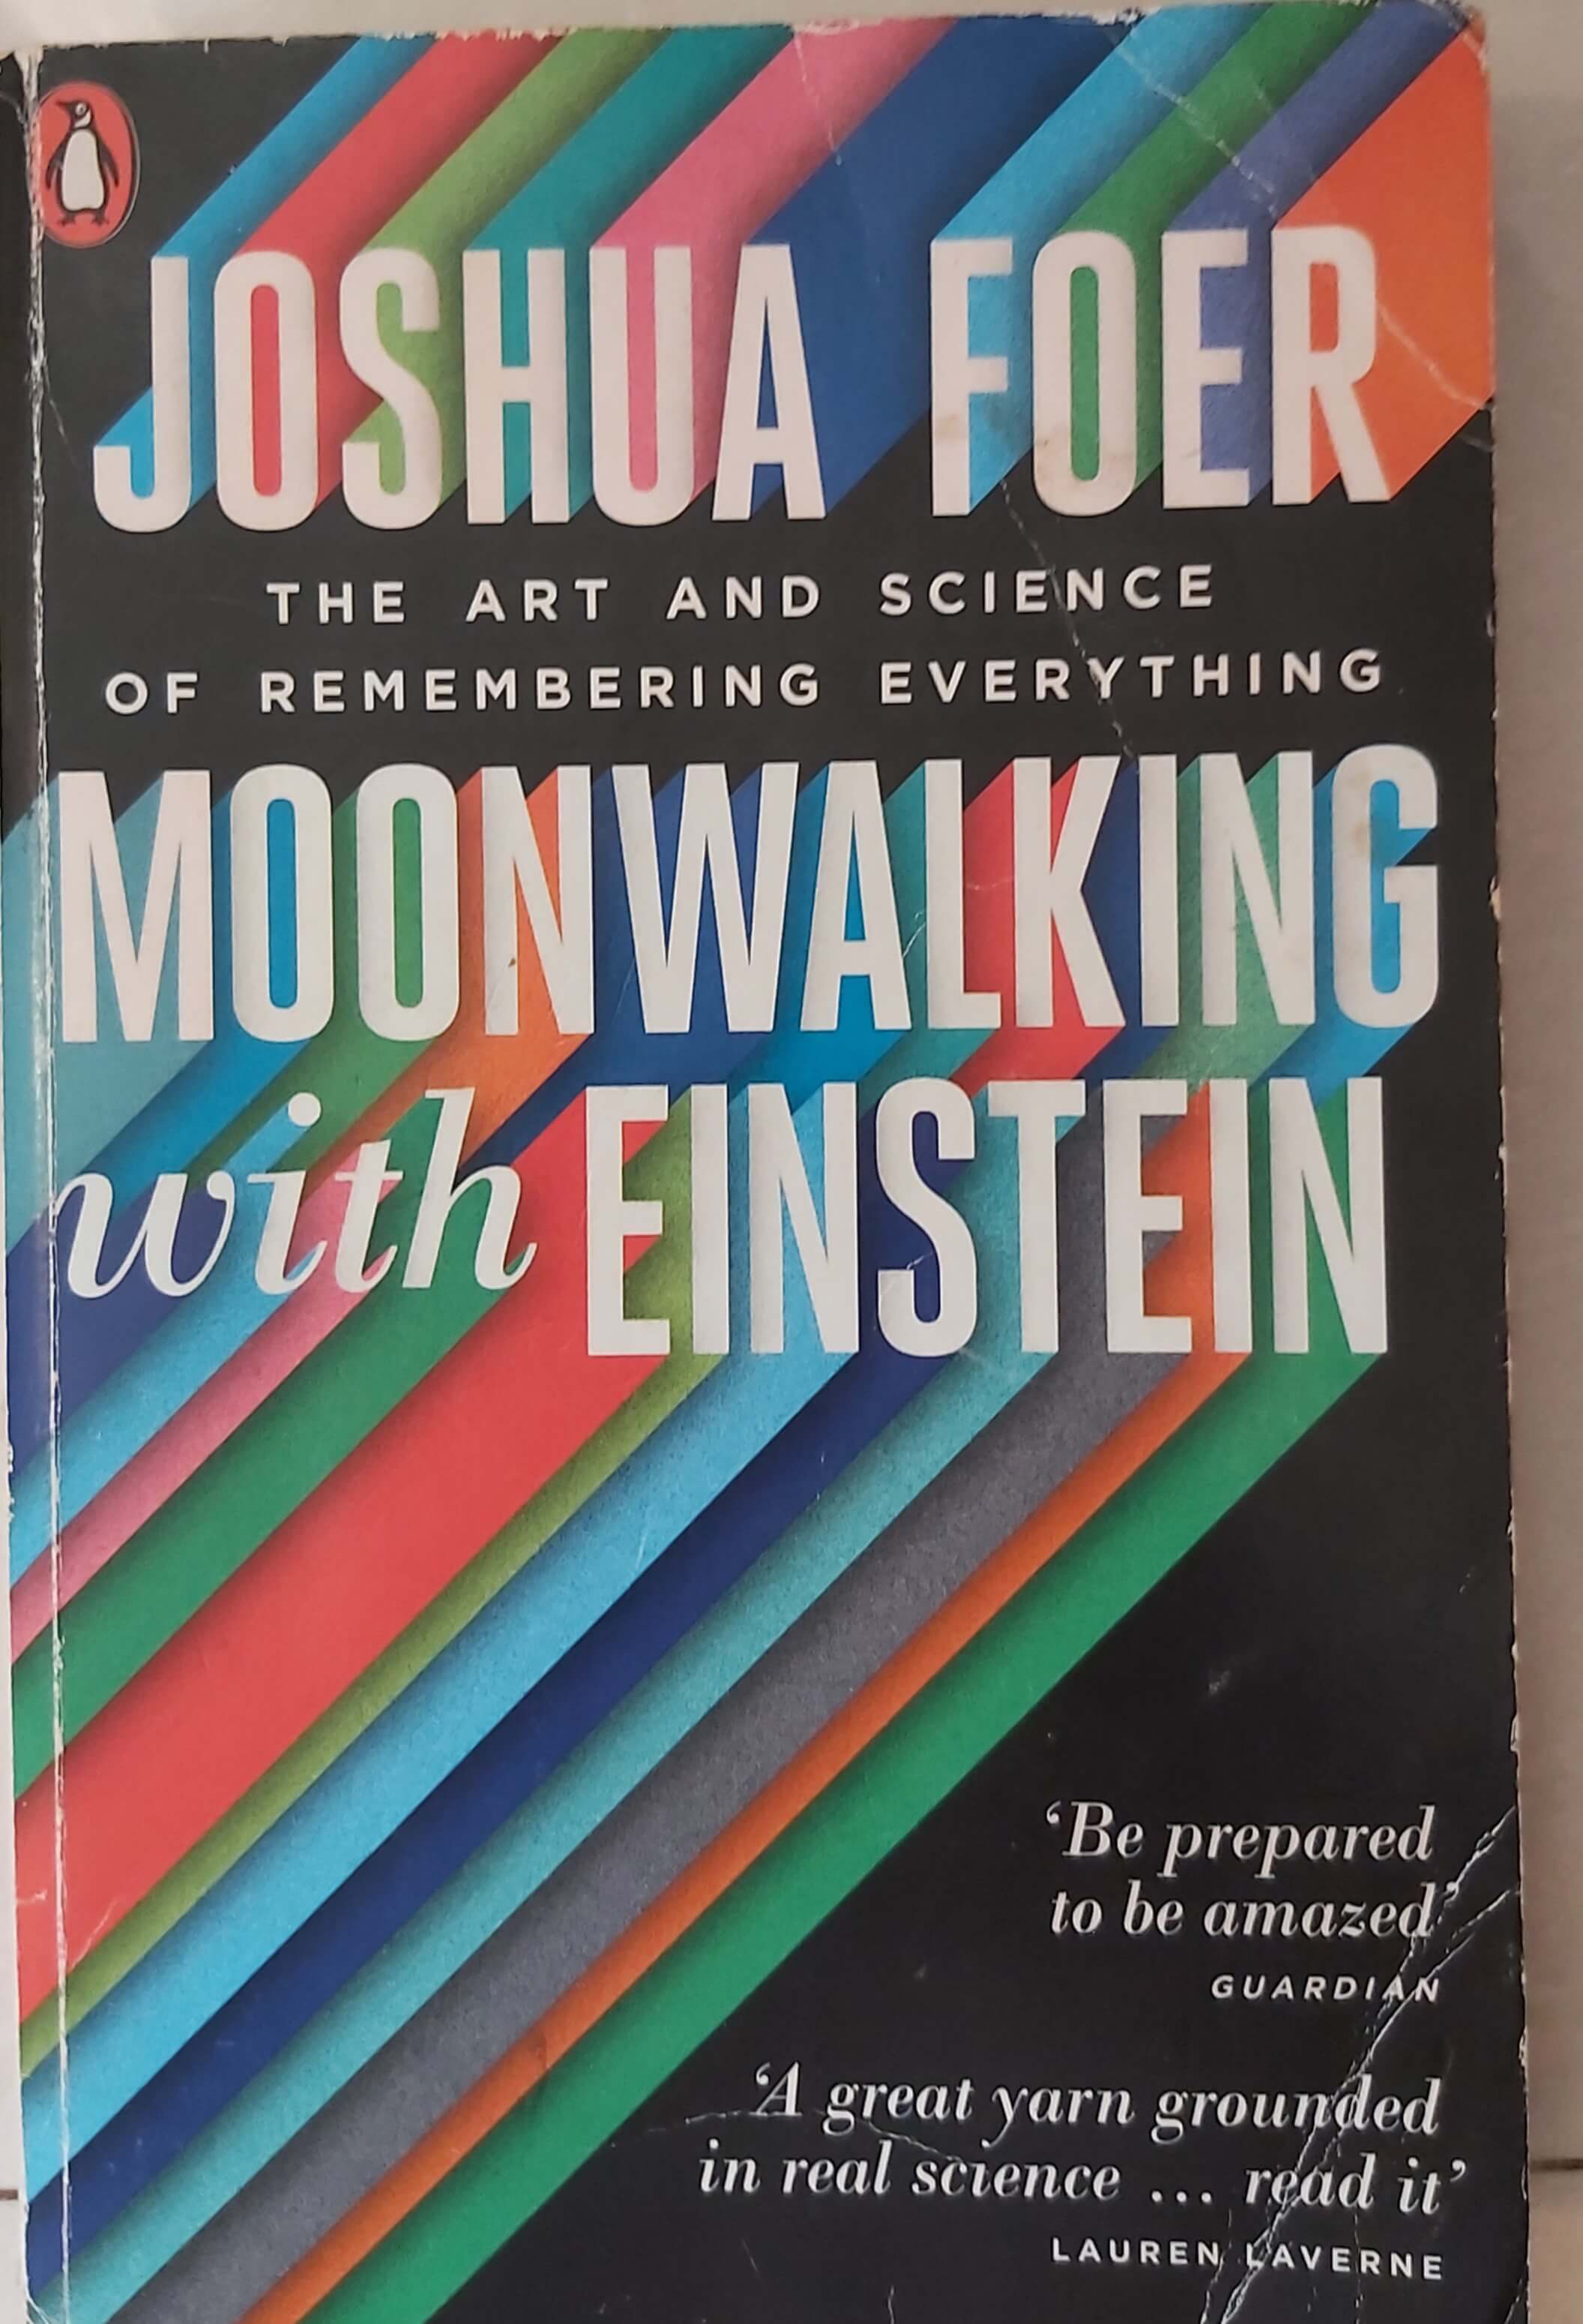 JOSHUA FOER
THE ART AND SCIENCE
OF REMEMBERING EVERYTHING
MOONWALKING
with EINSTEIN
‘Be prepared
to be amazed’
GUARDIAN
‘A great yarn grounded
in real science ... read it’
LAUREN LAVERNE